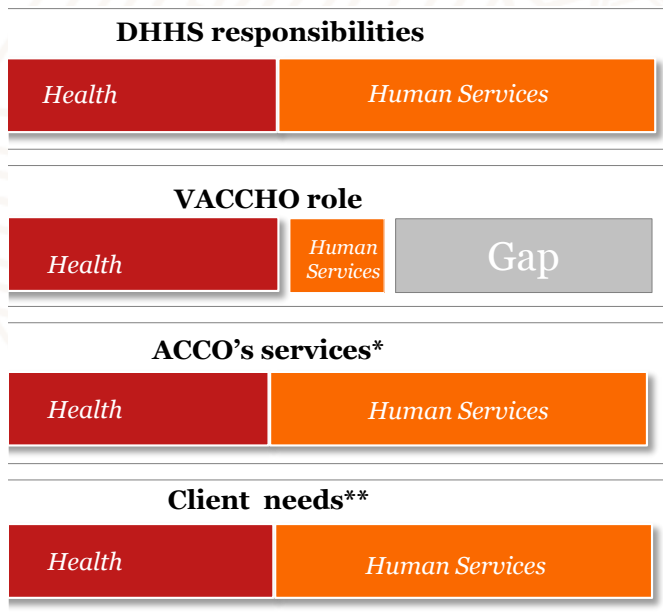 DHHS responsibilities
Health
Human Services
VACCHO role
Health
Human
Services
Gap
ACCO’s services*
Health
Human Services
Client needs**
Health
Human Services